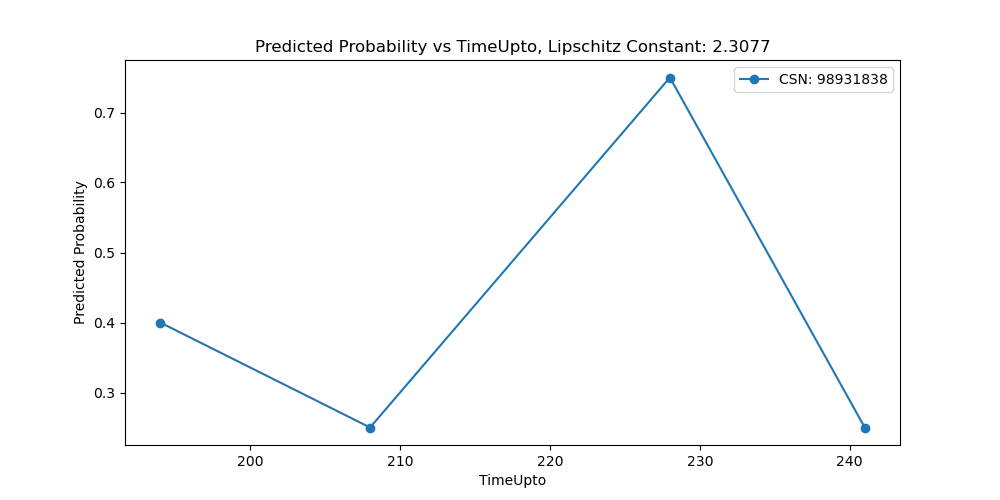 Predicted Probability vs TimeUpto, Lipschitz Constant: 2.3077
CSN: 98931838
Predicted Probability
0.7
0.6
0.5
0.4
0.3
200 210 220 230 240
TimeUpto